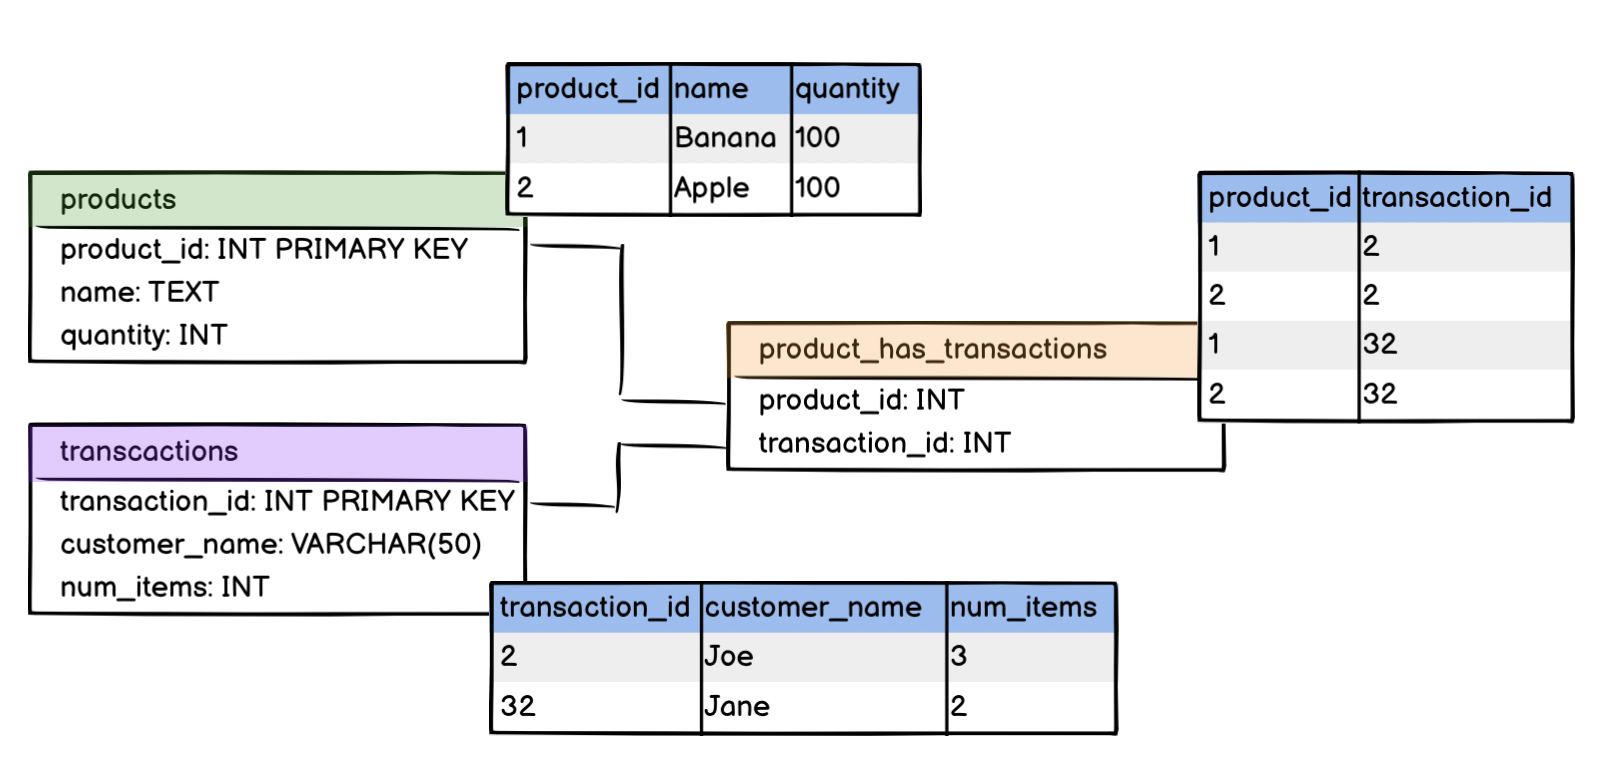 product_id name quantity
1 Banana 100
2 Apple 100
products
product_id: INT PRIMARY KEY
name: TEXT
quantity: INT
product_id transaction_id
1 2
2 2
1 32
2 32
product_has_transactions
product_id: INT
transaction_id: INT
transcactions
transaction_id: INT PRIMARY KEY
customer_name: VARCHAR(50)
num_items: INT
transaction_id customer_name num_items
2 Joe 3
32 Jane 2